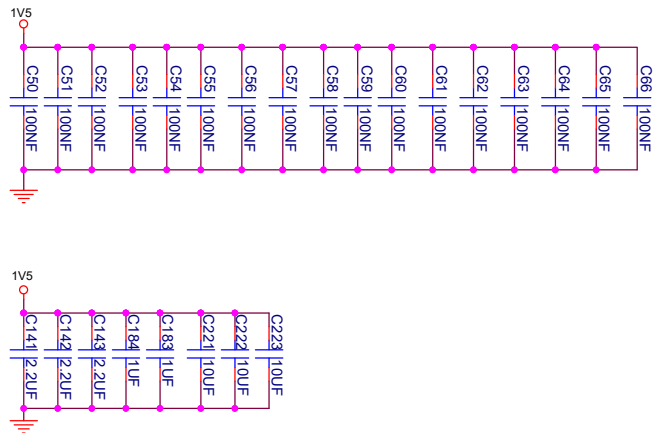 1V5
C50 100NF
C51 100NF
C52 100NF
C53 100NF
C54 100NF
C55 100NF
C56 100NF
C57 100NF
C58 100NF
C59 100NF
C60 100NF
C61 100NF
C62 100NF
C63 100NF
C64 100NF
C65 100NF
C66 100NF
1V5
C141 2.2UF
C142 2.2UF
C143 2.2UF
C184 1UF
C183 1UF
C221 10UF
C222 10UF
C223 10UF